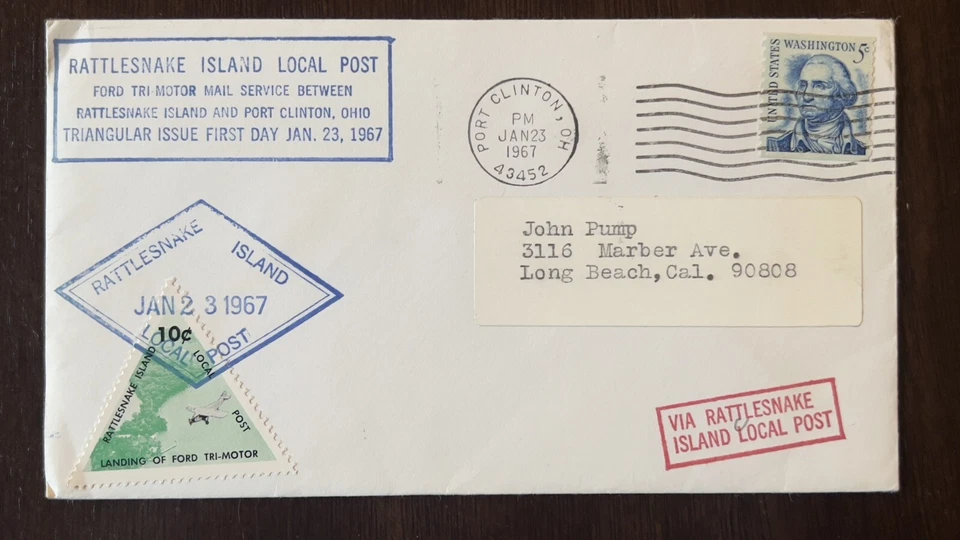 RATTLESNAKE ISLAND LOCAL POST
FORD TRI-MOTOR MAIL SERVICE BETWEEN
RATTLESNAKE ISLAND AND PORT CLINTON, OHIO
TRIANGULAR ISSUE FIRST DAY JAN. 23, 1967
PORT CLINTON, OH
PM
JAN 23
1967
43452
UNITED STATES
WASHINGTON 5c
John Pump
3116 Marber Ave.
Long Beach, Cal. 90808
RATTLESNAKE ISLAND
JAN 23 1967
LOCAL POST
10¢
RATTLESNAKE ISLAND
LOCAL POST
LANDING OF FORD TRI-MOTOR
VIA RATTLESNAKE
ISLAND LOCAL POST